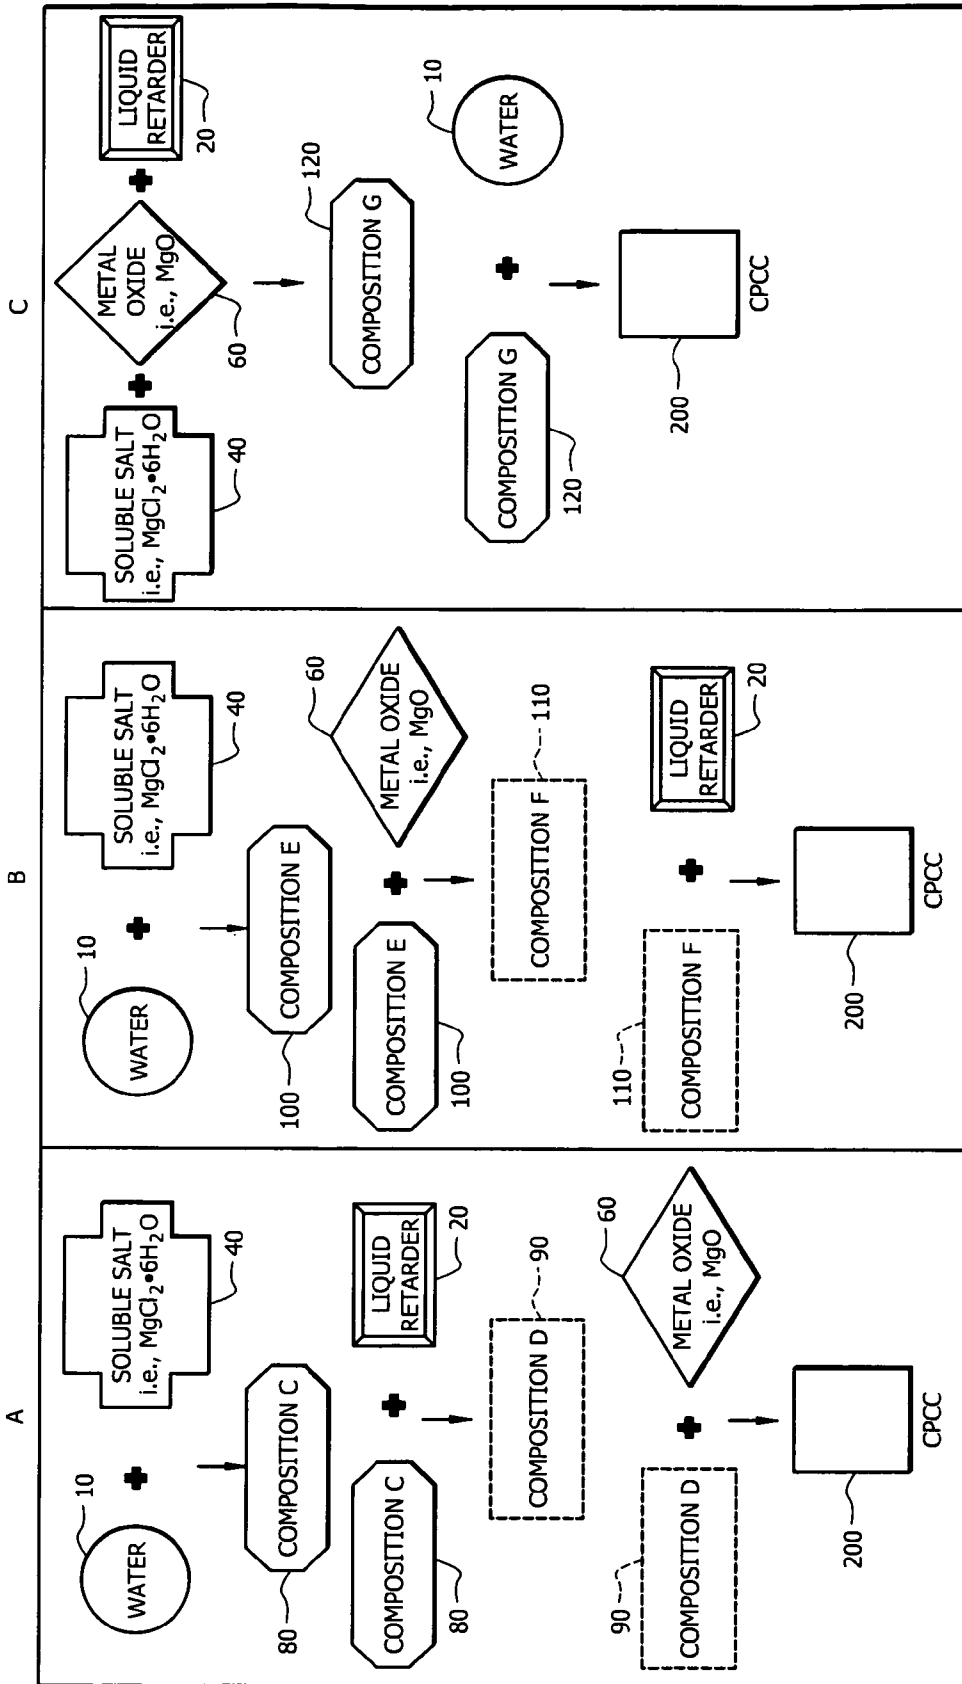 A
WATER
10
SOLUBLE SALT
i.e., MgCl₂•6H₂O
40
COMPOSITION C
80
COMPOSITION C
80
LIQUID
RETARDER
20
COMPOSITION D
90
COMPOSITION D
90
METAL OXIDE
i.e., MgO
60
200
CPCC
B
WATER
10
SOLUBLE SALT
i.e., MgCl₂•6H₂O
40
COMPOSITION E
100
COMPOSITION E
100
METAL OXIDE
i.e., MgO
60
COMPOSITION F
110
COMPOSITION F
110
LIQUID
RETARDER
20
200
CPCC
C
SOLUBLE SALT
i.e., MgCl₂•6H₂O
40
METAL
OXIDE
i.e., MgO
60
LIQUID
RETARDER
20
COMPOSITION G
120
COMPOSITION G
120
WATER
10
200
CPCC